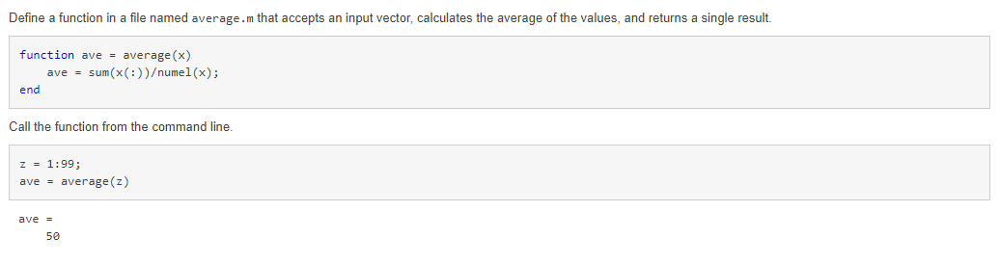 Define a function in a file named average.m that accepts an input vector, calculates the average of the values, and returns a single result.
function ave = average(x)
    ave = sum(x(:))/numel(x);
end
Call the function from the command line.
z = 1:99;
ave = average(z)
ave =
    50